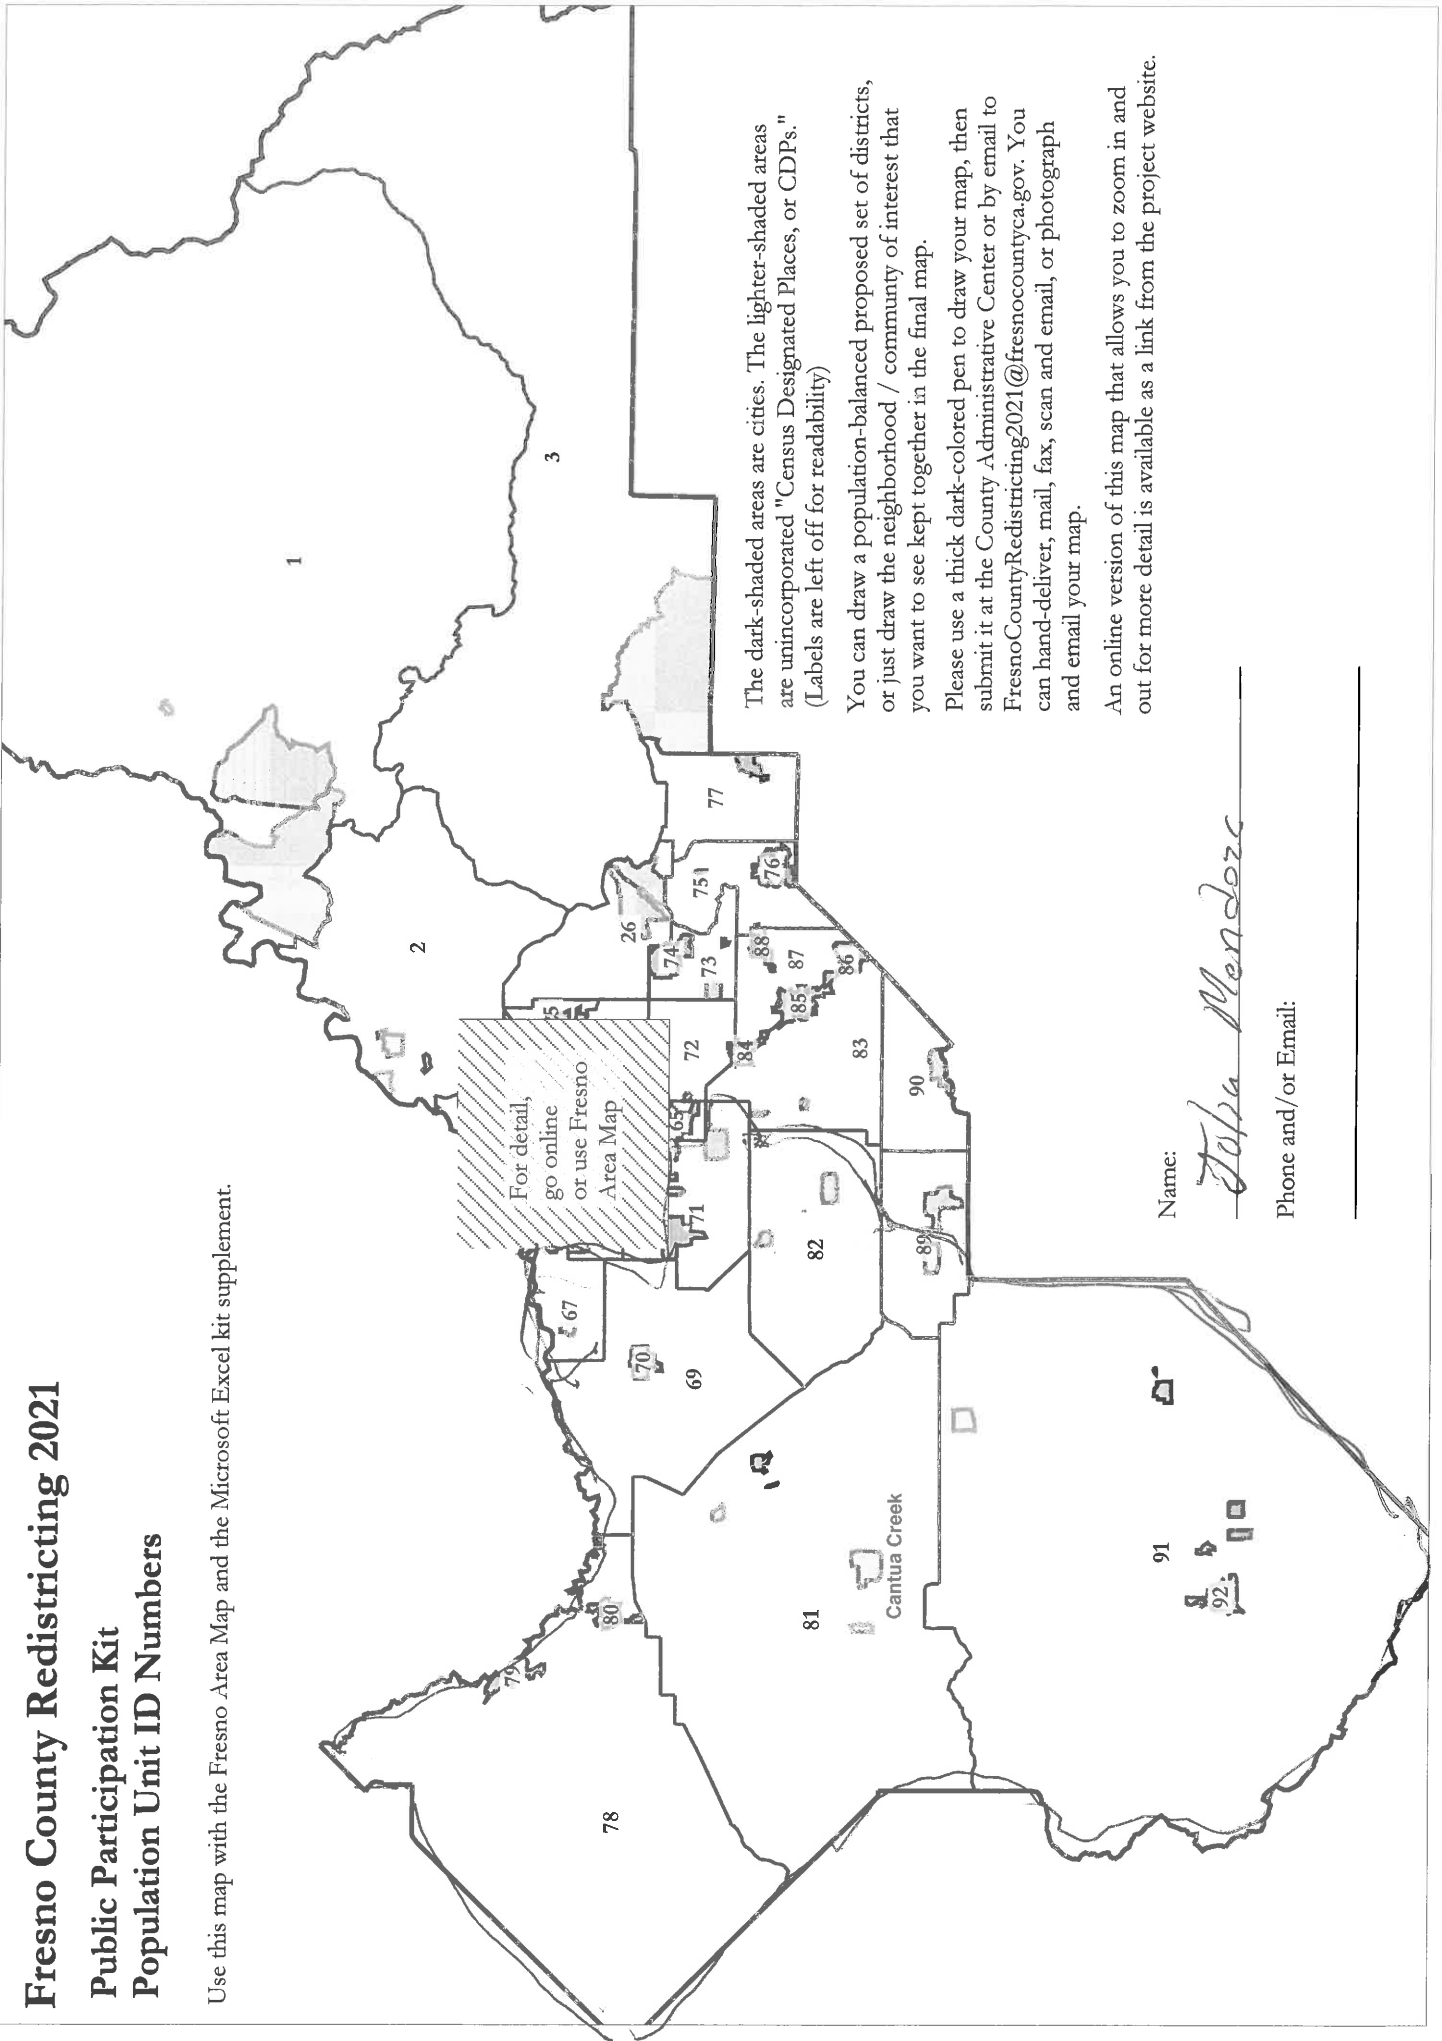 Fresno County Redistricting 2021
Public Participation Kit
Population Unit ID Numbers
Use this map with the Fresno Area Map and the Microsoft Excel kit supplement.
1
2
3
The dark-shaded areas are cities. The lighter-shaded areas
are unincorporated "Census Designated Places, or CDPs."
(Labels are left off for readability)
You can draw a population-balanced proposed set of districts,
or just draw the neighborhood / community of interest that
you want to see kept together in the final map.
Please use a thick dark-colored pen to draw your map, then
submit it at the County Administrative Center or by email to
FresnoCountyRedistricting2021@fresnocountyca.gov. You
can hand-deliver, mail, fax, scan and email, or photograph
and email your map.
An online version of this map that allows you to zoom in and
out for more detail is available as a link from the project website.
For detail,
go online
or use Fresno
Area Map
26
65
67
69
70
71
72
73
74
75
76
77
78
79
80
81
Cantua Creek
82
83
84
85
86
87
88
89
90
91
92
Name:
Mendoza
Phone and/or Email: